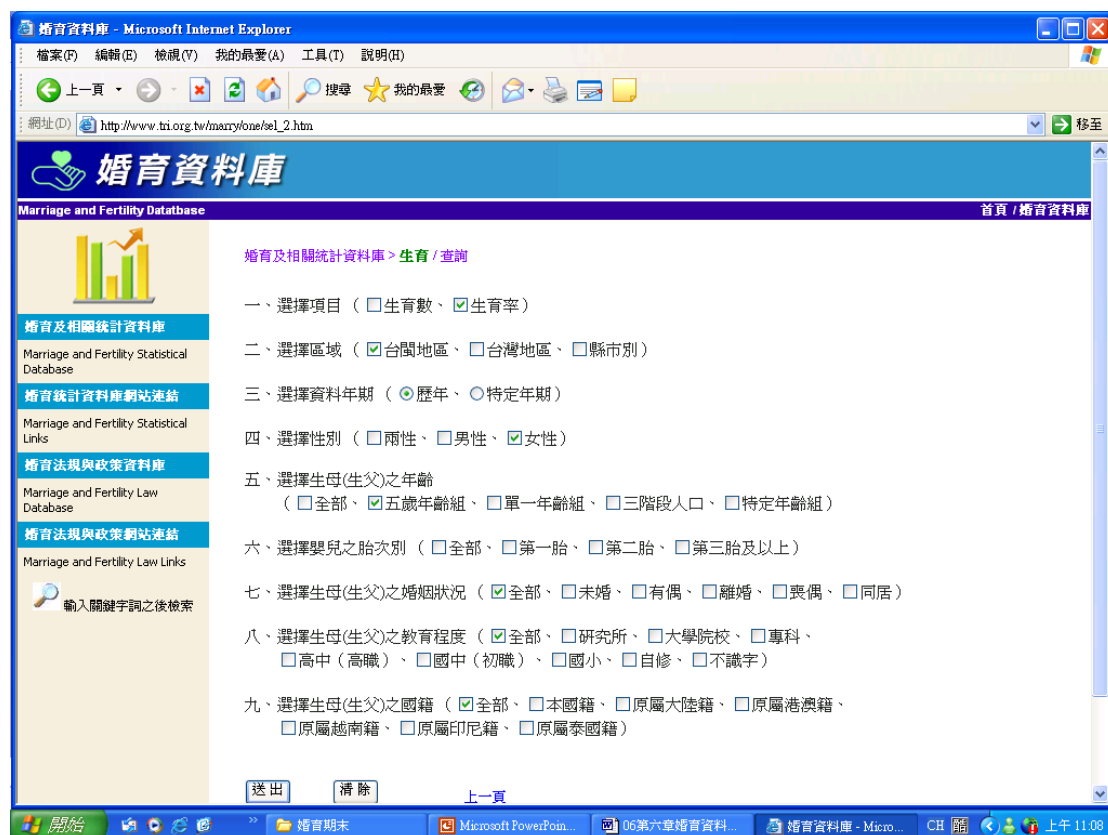 婚育資料庫 - Microsoft Internet Explorer
檔案(F) 編輯(E) 檢視(V) 我的最愛(A) 工具(T) 說明(H)
上一頁 搜尋 我的最愛
網址(D) http://www.tri.org.tw/marry/one/sel_2.htm 移至
婚育資料庫
Marriage and Fertility Datatbase 首頁 / 婚育資料庫
婚育及相關統計資料庫
Marriage and Fertility Statistical
Database
婚育統計資料庫網站連結
Marriage and Fertility Statistical
Links
婚育法規與政策資料庫
Marriage and Fertility Law
Database
婚育法規與政策網站連結
Marriage and Fertility Law Links
輸入關鍵字詞之後檢索
婚育及相關統計資料庫 > 生育 / 查詢
一、選擇項目 ( □生育數、 ☑生育率 )
二、選擇區域 ( ☑台閩地區、 □台灣地區、 □縣市別 )
三、選擇資料年期 ( ◉歷年、 ○特定年期 )
四、選擇性別 ( □兩性、 □男性、 ☑女性 )
五、選擇生母(生父)之年齡
( □全部、 ☑五歲年齡組、 □單一年齡組、 □三階段人口、 □特定年齡組 )
六、選擇嬰兒之胎次別 ( □全部、 □第一胎、 □第二胎、 □第三胎及以上 )
七、選擇生母(生父)之婚姻狀況 ( ☑全部、 □未婚、 □有偶、 □離婚、 □喪偶、 □同居 )
八、選擇生母(生父)之教育程度 ( ☑全部、 □研究所、 □大學院校、 □專科、
□高中(高職)、 □國中(初職)、 □國小、 □自修、 □不識字 )
九、選擇生母(生父)之國籍 ( ☑全部、 □本國籍、 □原屬大陸籍、 □原屬港澳籍、
□原屬越南籍、 □原屬印尼籍、 □原屬泰國籍 )
送出 清除 上一頁
開始 婚育期末 Microsoft PowerPoin... 06第六章婚育資料... 婚育資料庫 - Micro... CH 上午 11:08